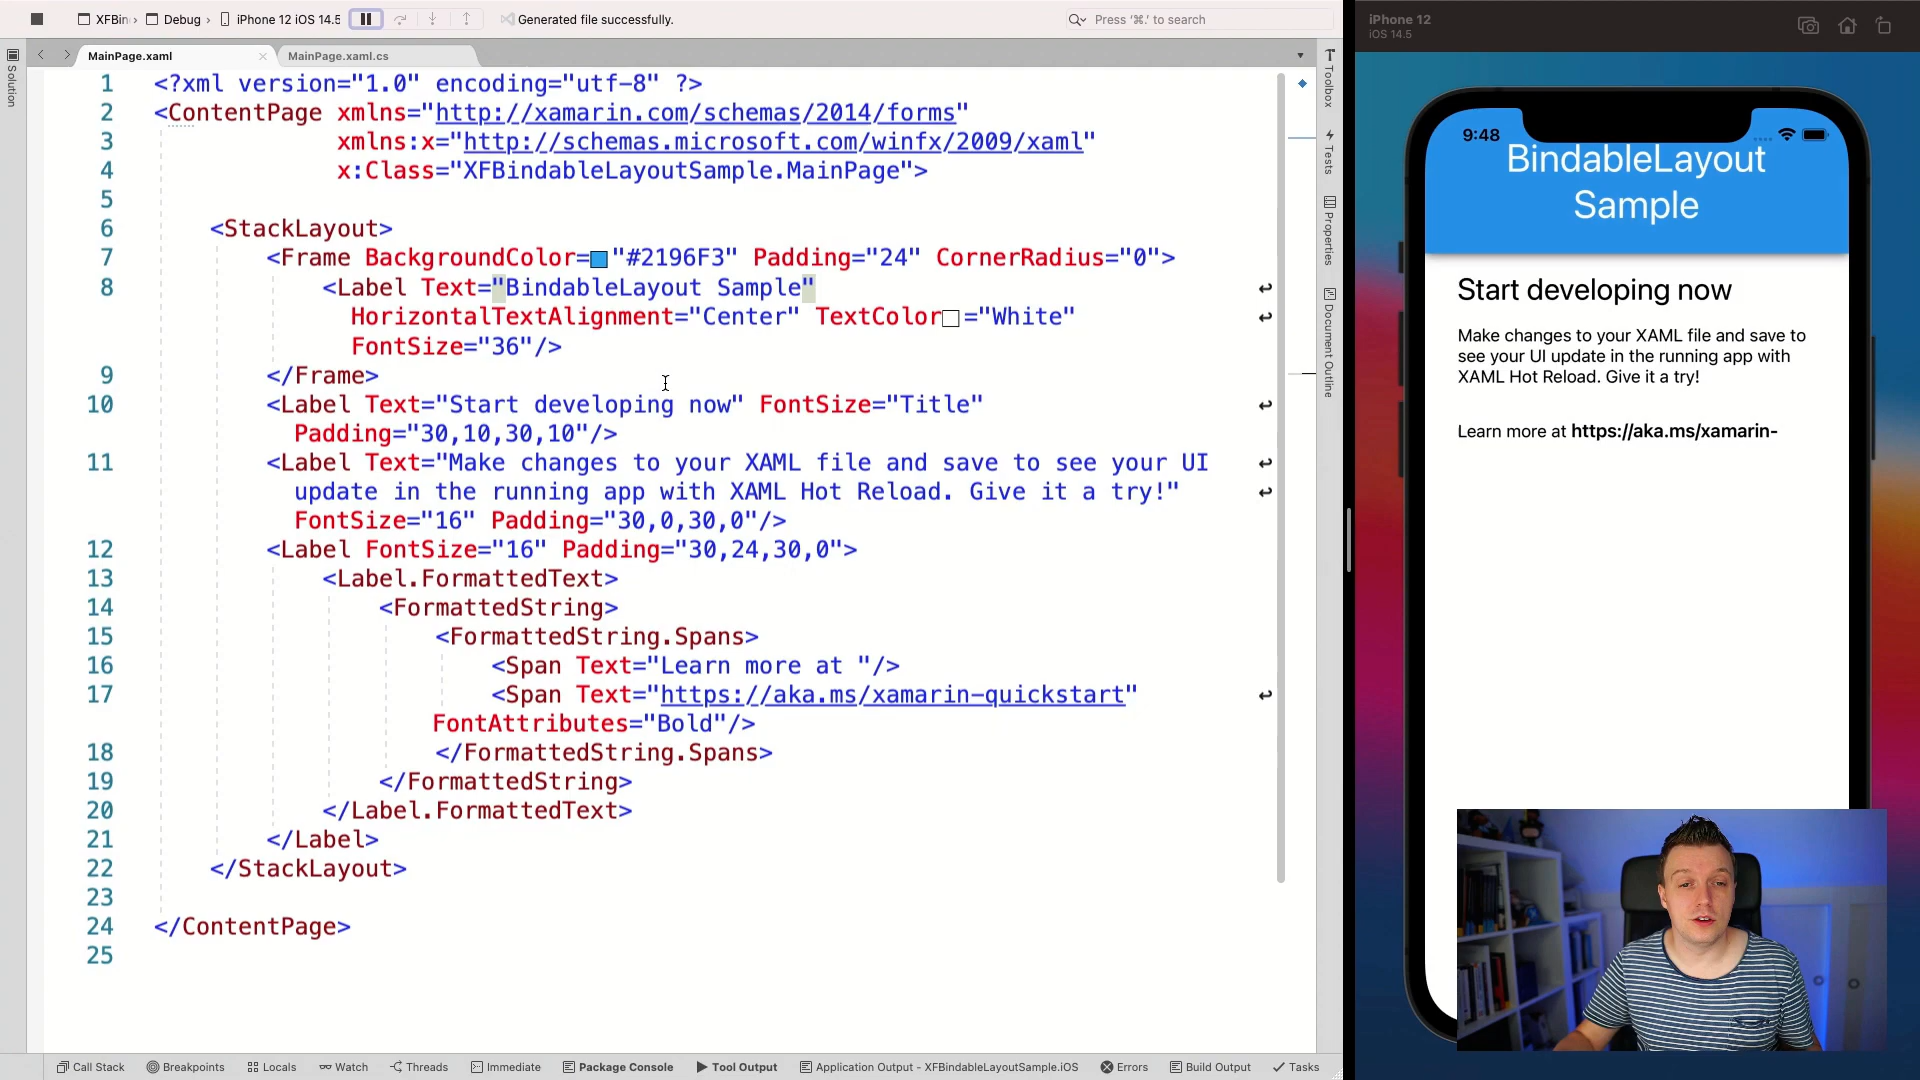 XFBin
Debug
iPhone 12 iOS 14.5
Generated file successfully.
Press '⌘.' to search
Solution
MainPage.xaml
MainPage.xaml.cs
1 <?xml version="1.0" encoding="utf-8" ?>
2 <ContentPage xmlns="http://xamarin.com/schemas/2014/forms"
3 xmlns:x="http://schemas.microsoft.com/winfx/2009/xaml"
4 x:Class="XFBindableLayoutSample.MainPage">
5
6 <StackLayout>
7 <Frame BackgroundColor="#2196F3" Padding="24" CornerRadius="0">
8 <Label Text="BindableLayout Sample"
HorizontalTextAlignment="Center" TextColor="White"
FontSize="36"/>
9 </Frame>
10 <Label Text="Start developing now" FontSize="Title"
Padding="30,10,30,10"/>
11 <Label Text="Make changes to your XAML file and save to see your UI
update in the running app with XAML Hot Reload. Give it a try!"
FontSize="16" Padding="30,0,30,0"/>
12 <Label FontSize="16" Padding="30,24,30,0">
13 <Label.FormattedText>
14 <FormattedString>
15 <FormattedString.Spans>
16 <Span Text="Learn more at "/>
17 <Span Text="https://aka.ms/xamarin-quickstart"
FontAttributes="Bold"/>
18 </FormattedString.Spans>
19 </FormattedString>
20 </Label.FormattedText>
21 </Label>
22 </StackLayout>
23
24 </ContentPage>
25
Toolbox
Tests
Properties
Document Outline
Call Stack
Breakpoints
Locals
Watch
Threads
Immediate
Package Console
Tool Output
Application Output - XFBindableLayoutSample.iOS
Errors
Build Output
Tasks
iPhone 12
iOS 14.5
9:48
BindableLayout
Sample
Start developing now
Make changes to your XAML file and save to
see your UI update in the running app with
XAML Hot Reload. Give it a try!
Learn more at https://aka.ms/xamarin-